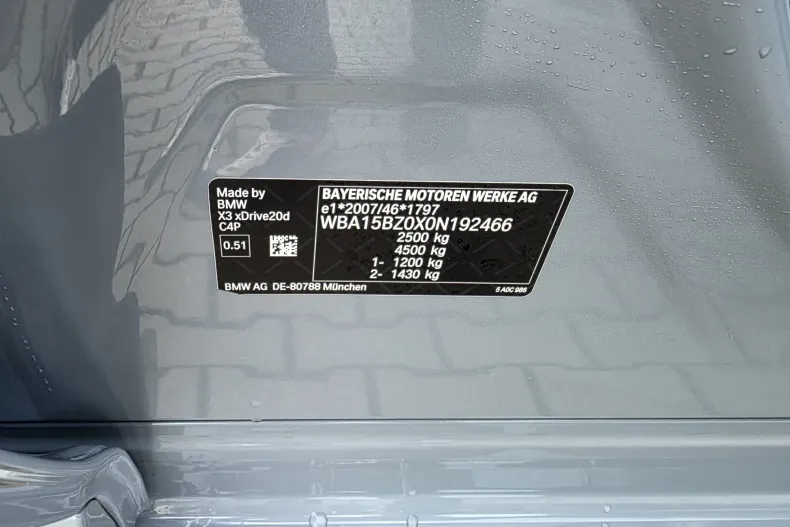 Made by
BMW
X3 xDrive20d
C4P
0.51
BAYERISCHE MOTOREN WERKE AG
e1*2007/46*1797
WBA15BZ0X0N192466
2500 kg
4500 kg
1- 1200 kg
2- 1430 kg
BMW AG DE-80788 München
5 A0C 986